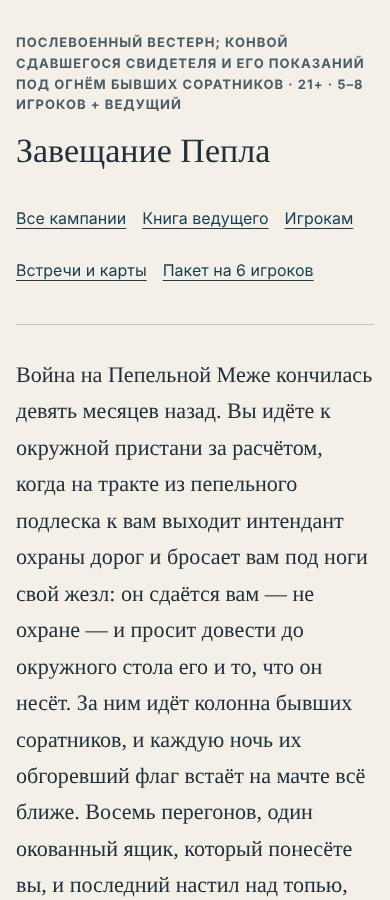 ПОСЛЕВОЕННЫЙ ВЕСТЕРН; КОНВОЙ
СДАВШЕГОСЯ СВИДЕТЕЛЯ И ЕГО ПОКАЗАНИЙ
ПОД ОГНЁМ БЫВШИХ СОРАТНИКОВ · 21+ · 5–8
ИГРОКОВ + ВЕДУЩИЙ
Завещание Пепла
Все кампании Книга ведущего Игрокам
Встречи и карты Пакет на 6 игроков
Война на Пепельной Меже кончилась
девять месяцев назад. Вы идёте к
окружной пристани за расчётом,
когда на тракте из пепельного
подлеска к вам выходит интендант
охраны дорог и бросает вам под ноги
свой жезл: он сдаётся вам — не
охране — и просит довести до
окружного стола его и то, что он
несёт. За ним идёт колонна бывших
соратников, и каждую ночь их
обгоревший флаг встаёт на мачте всё
ближе. Восемь перегонов, один
окованный ящик, который понесёте
вы, и последний настил над топью,